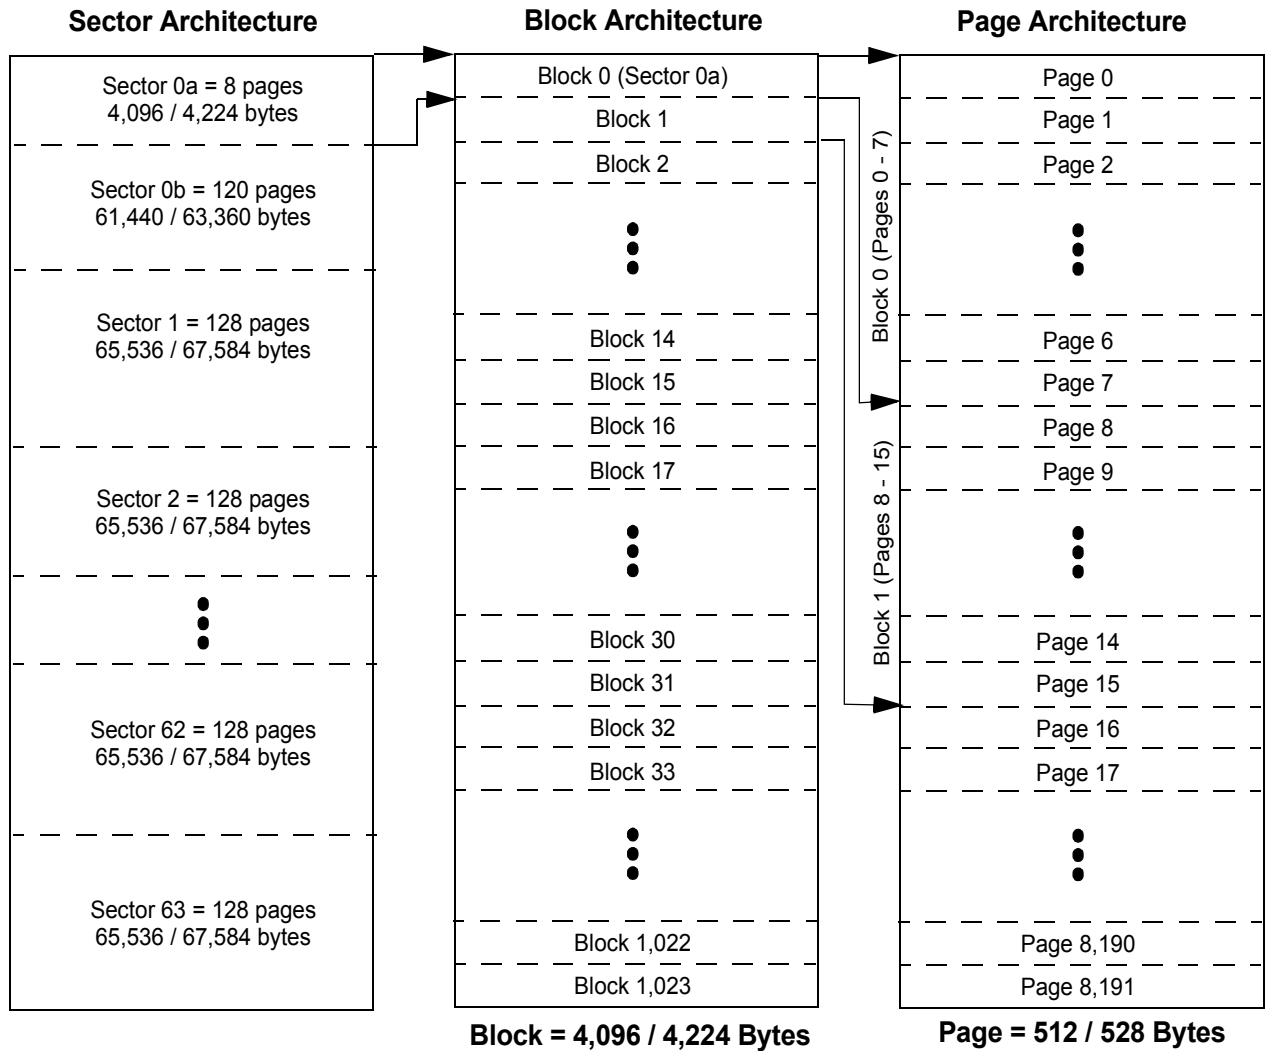 Sector Architecture
Sector 0a = 8 pages
4,096 / 4,224 bytes
Sector 0b = 120 pages
61,440 / 63,360 bytes
Sector 1 = 128 pages
65,536 / 67,584 bytes
Sector 2 = 128 pages
65,536 / 67,584 bytes
Sector 62 = 128 pages
65,536 / 67,584 bytes
Sector 63 = 128 pages
65,536 / 67,584 bytes
Block Architecture
Block 0 (Sector 0a)
Block 1
Block 2
Block 14
Block 15
Block 16
Block 17
Block 30
Block 31
Block 32
Block 33
Block 1,022
Block 1,023
Block = 4,096 / 4,224 Bytes
Block 0 (Pages 0 - 7)
Block 1 (Pages 8 - 15)
Page Architecture
Page 0
Page 1
Page 2
Page 6
Page 7
Page 8
Page 9
Page 14
Page 15
Page 16
Page 17
Page 8,190
Page 8,191
Page = 512 / 528 Bytes